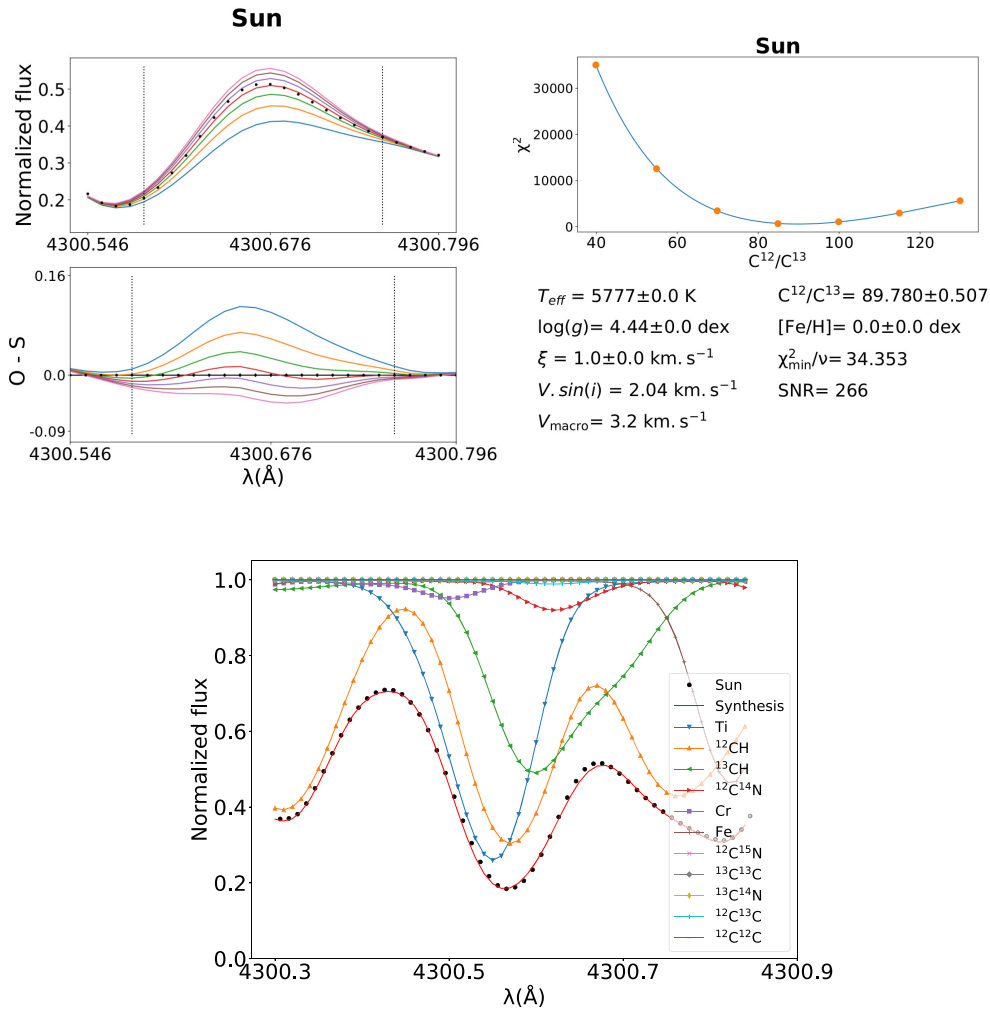 Sun
Normalized flux
0.5
0.4
0.3
0.2
4300.546 4300.676 4300.796
Sun
χ²
30000
20000
10000
0
40 60 80 100 120
C¹²/C¹³
O - S
0.16
0.0
-0.09
4300.546 4300.676 4300.796
λ(Å)
T_eff = 5777±0.0 K
log(g)= 4.44±0.0 dex
ξ = 1.0±0.0 km. s⁻¹
V. sin(i) = 2.04 km. s⁻¹
V_macro= 3.2 km. s⁻¹
C¹²/C¹³= 89.780±0.507
[Fe/H]= 0.0±0.0 dex
χ²_min/ν= 34.353
SNR= 266
Normalized flux
1.0
0.8
0.6
0.4
0.2
0.0
4300.3 4300.5 4300.7 4300.9
λ(Å)
Sun
Synthesis
Ti
¹²CH
¹³CH
¹²C¹⁴N
Cr
Fe
¹²C¹⁵N
¹³C¹³C
¹³C¹⁴N
¹²C¹³C
¹²C¹²C